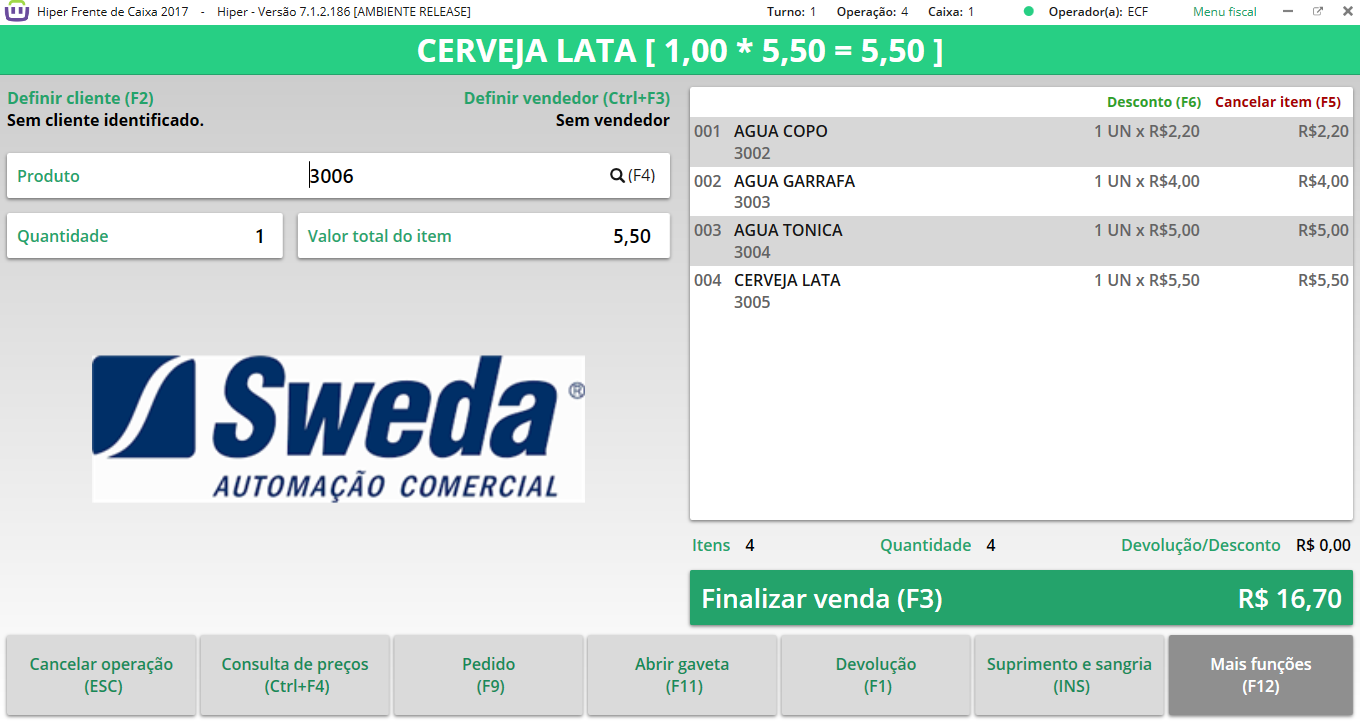 Hiper Frente de Caixa 2017 - Hiper - Versão 7.1.2.186 [AMBIENTE RELEASE] Turno: 1 Operação: 4 Caixa: 1 Operador(a): ECF Menu fiscal
CERVEJA LATA [ 1,00 * 5,50 = 5,50 ]
Definir cliente (F2) Definir vendedor (Ctrl+F3)
Sem cliente identificado. Sem vendedor
Produto 3006 (F4)
Quantidade 1 Valor total do item 5,50
Sweda ®
AUTOMAÇÃO COMERCIAL
Desconto (F6) Cancelar item (F5)
001 AGUA COPO 1 UN x R$2,20 R$2,20
3002
002 AGUA GARRAFA 1 UN x R$4,00 R$4,00
3003
003 AGUA TONICA 1 UN x R$5,00 R$5,00
3004
004 CERVEJA LATA 1 UN x R$5,50 R$5,50
3005
Itens 4 Quantidade 4 Devolução/Desconto R$ 0,00
Finalizar venda (F3) R$ 16,70
Cancelar operação
(ESC)
Consulta de preços
(Ctrl+F4)
Pedido
(F9)
Abrir gaveta
(F11)
Devolução
(F1)
Suprimento e sangria
(INS)
Mais funções
(F12)